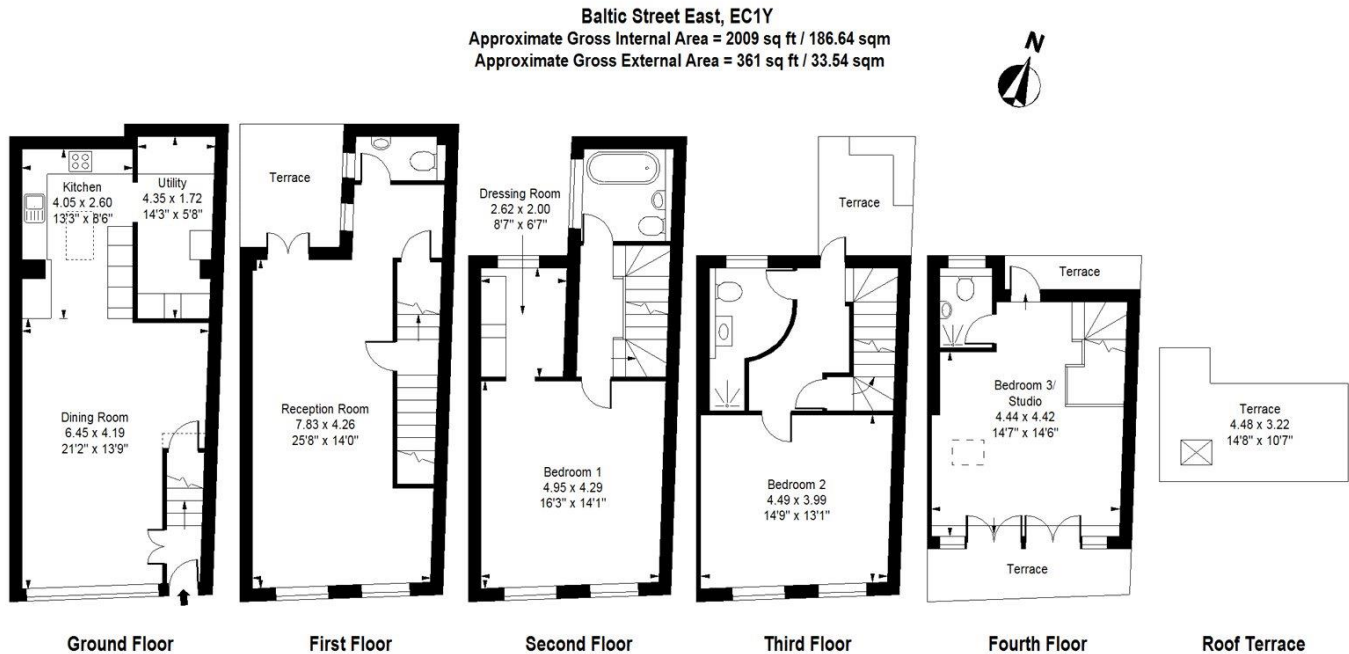 Baltic Street East, EC1Y
Approximate Gross Internal Area = 2009 sq ft / 186.64 sqm
Approximate Gross External Area = 361 sq ft / 33.54 sqm
N
Kitchen
4.05 x 2.60
13'3" x 8'6"
Utility
4.35 x 1.72
14'3" x 5'8"
Dining Room
6.45 x 4.19
21'2" x 13'9"
Ground Floor
Terrace
Reception Room
7.83 x 4.26
25'8" x 14'0"
First Floor
Dressing Room
2.62 x 2.00
8'7" x 6'7"
Bedroom 1
4.95 x 4.29
16'3" x 14'1"
Second Floor
Terrace
Bedroom 2
4.49 x 3.99
14'9" x 13'1"
Third Floor
Terrace
Bedroom 3/
Studio
4.44 x 4.42
14'7" x 14'6"
Terrace
Fourth Floor
Terrace
4.48 x 3.22
14'8" x 10'7"
Roof Terrace